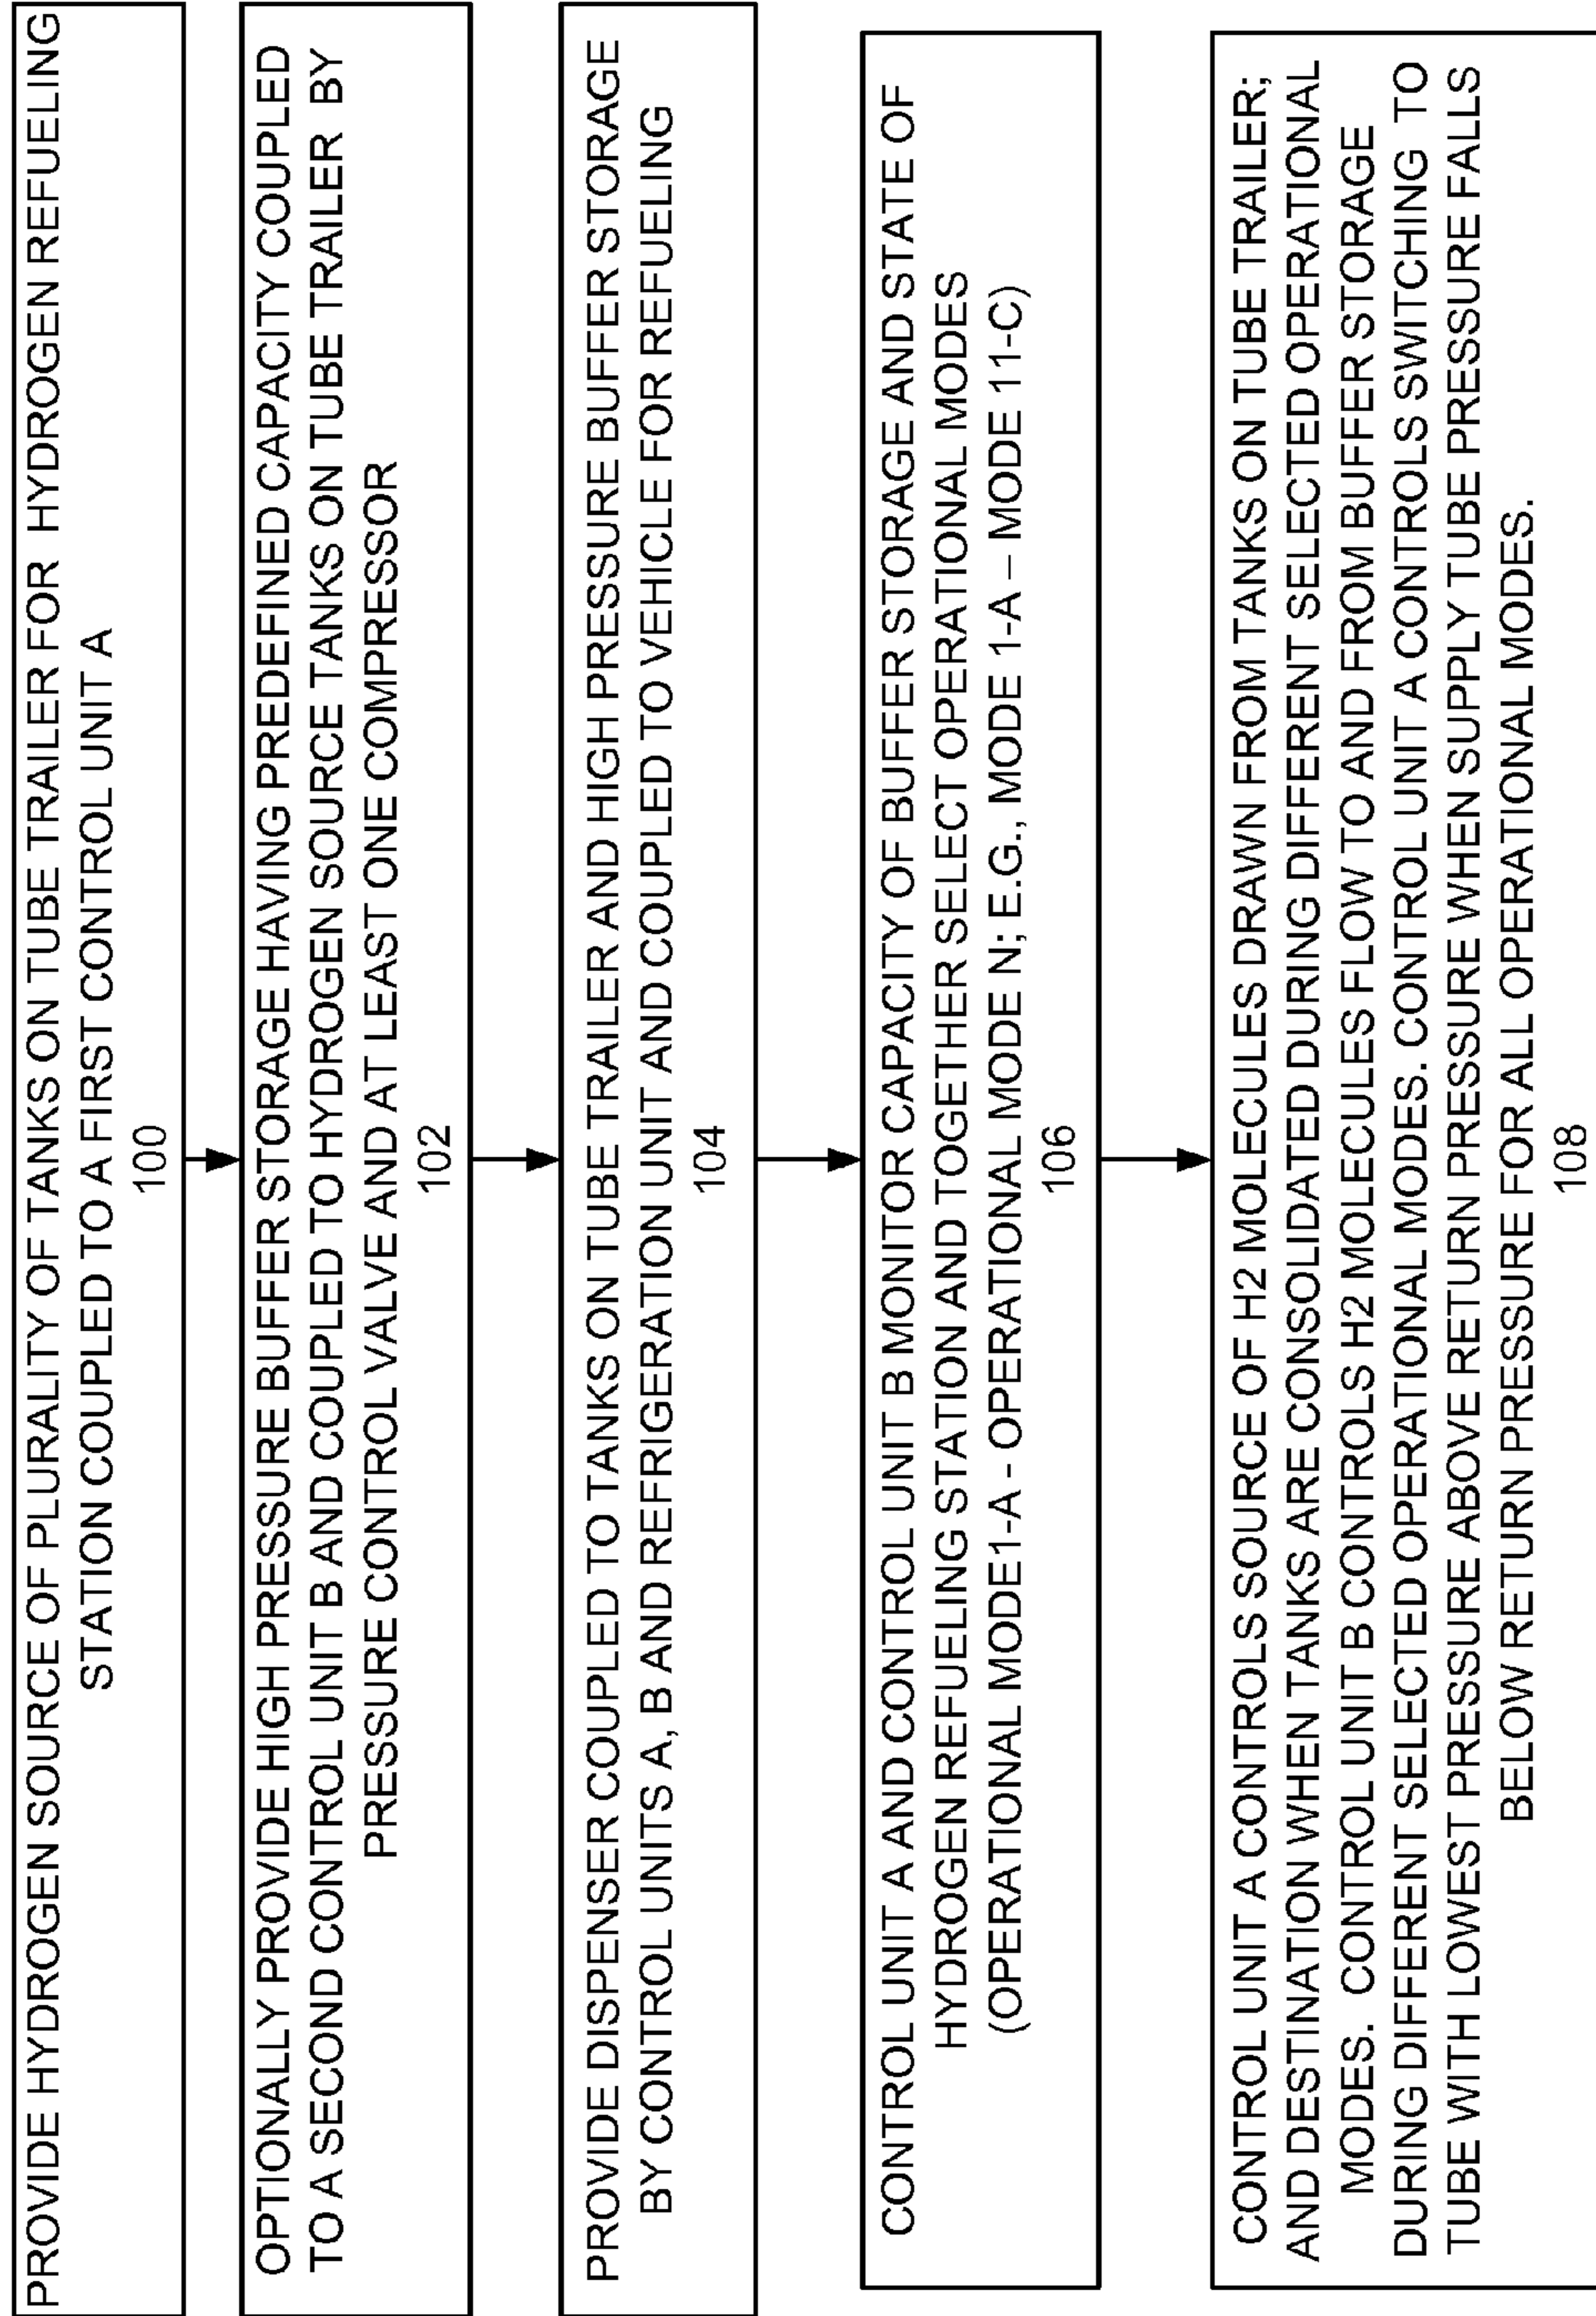 PROVIDE HYDROGEN SOURCE OF PLURALITY OF TANKS ON TUBE TRAILER FOR HYDROGEN REFUELING
STATION COUPLED TO A FIRST CONTROL UNIT A
100
OPTIONALLY PROVIDE HIGH PRESSURE BUFFER STORAGE HAVING PREDEFINED CAPACITY COUPLED
TO A SECOND CONTROL UNIT B AND COUPLED TO HYDROGEN SOURCE TANKS ON TUBE TRAILER BY
PRESSURE CONTROL VALVE AND AT LEAST ONE COMPRESSOR
102
PROVIDE DISPENSER COUPLED TO TANKS ON TUBE TRAILER AND HIGH PRESSURE BUFFER STORAGE
BY CONTROL UNITS A, B AND REFRIGERATION UNIT AND COUPLED TO VEHICLE FOR REFUELING
104
CONTROL UNIT A AND CONTROL UNIT B MONITOR CAPACITY OF BUFFER STORAGE AND STATE OF
HYDROGEN REFUELING STATION AND TOGETHER SELECT OPERATIONAL MODES
(OPERATIONAL MODE1-A - OPERATIONAL MODE N; E.G., MODE 1-A – MODE 11-C)
106
CONTROL UNIT A CONTROLS SOURCE OF H2 MOLECULES DRAWN FROM TANKS ON TUBE TRAILER;
AND DESTINATION WHEN TANKS ARE CONSOLIDATED DURING DIFFERENT SELECTED OPERATIONAL
MODES. CONTROL UNIT B CONTROLS H2 MOLECULES FLOW TO AND FROM BUFFER STORAGE
DURING DIFFERENT SELECTED OPERATIONAL MODES. CONTROL UNIT A CONTROLS SWITCHING TO
TUBE WITH LOWEST PRESSURE ABOVE RETURN PRESSURE WHEN SUPPLY TUBE PRESSURE FALLS
BELOW RETURN PRESSURE FOR ALL OPERATIONAL MODES.
108